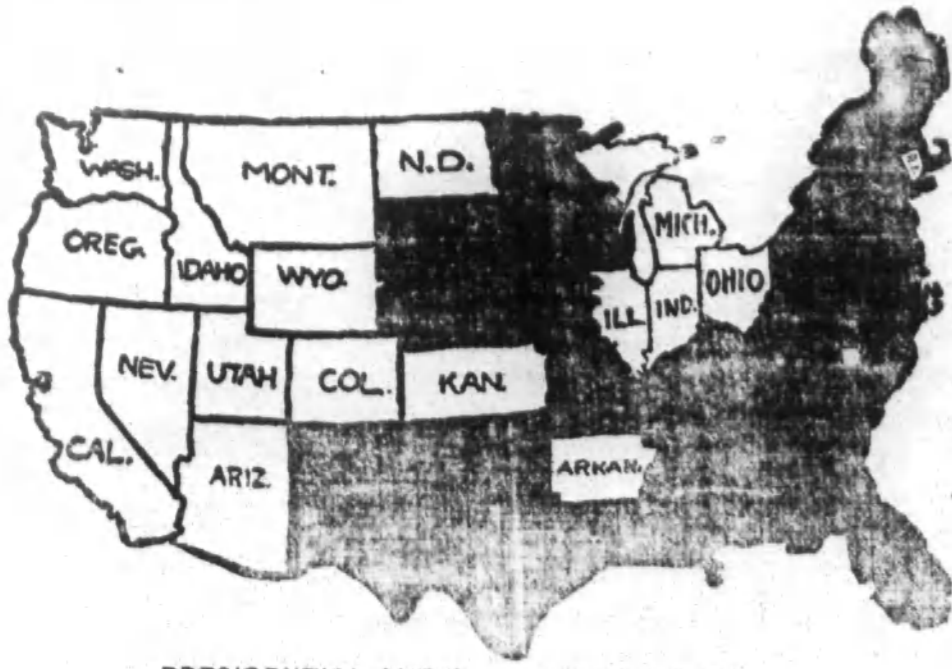 WASH.
MONT.
N.D.
OREG.
IDAHO
WYO.
MICH.
ILL
IND.
OHIO
NEV.
UTAH
COL.
KAN.
CAL.
ARIZ.
ARKAN.